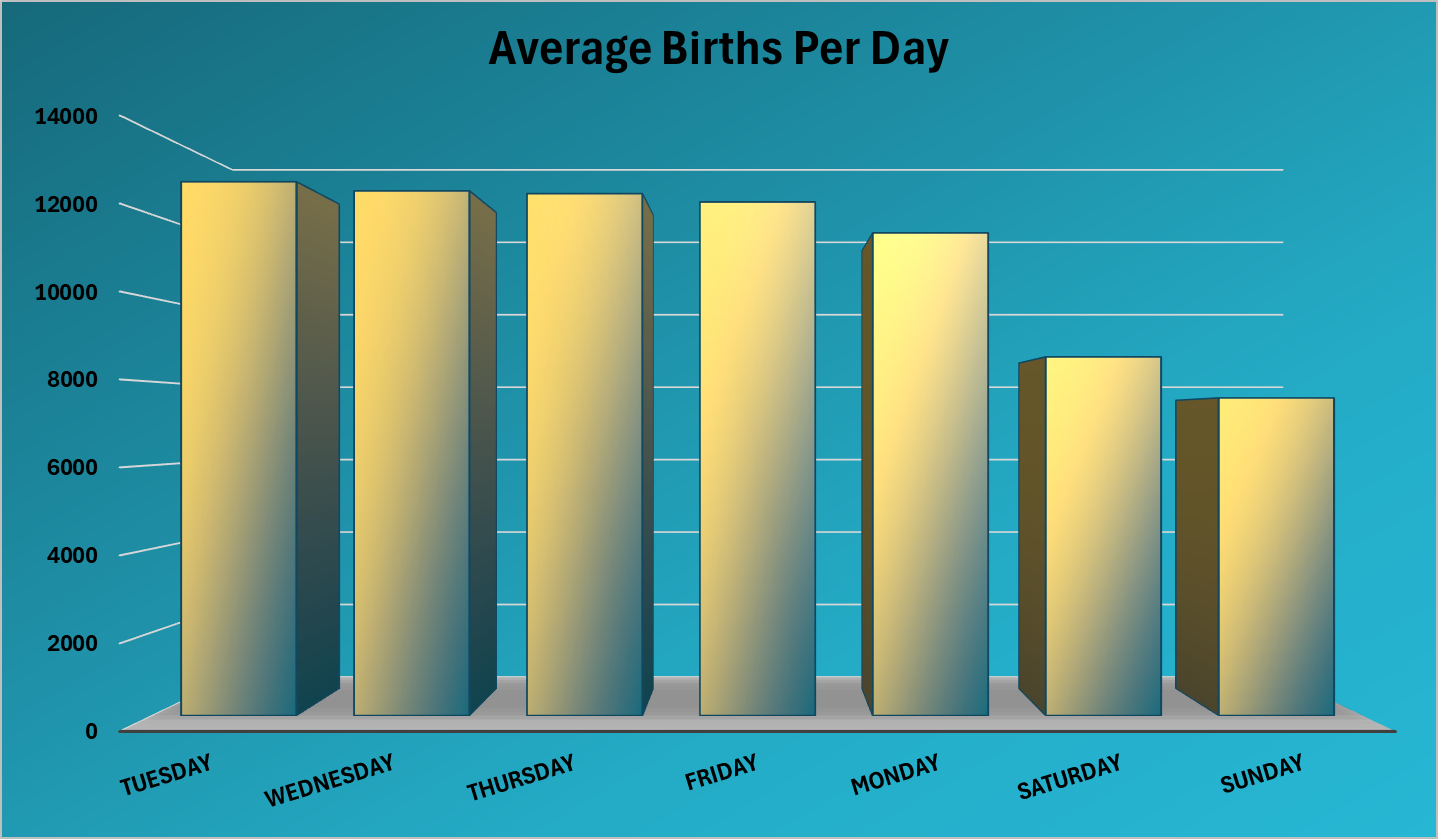 Average Births Per Day
14000
12000
10000
8000
6000
4000
2000
0
TUESDAY
WEDNESDAY
THURSDAY
FRIDAY
MONDAY
SATURDAY
SUNDAY